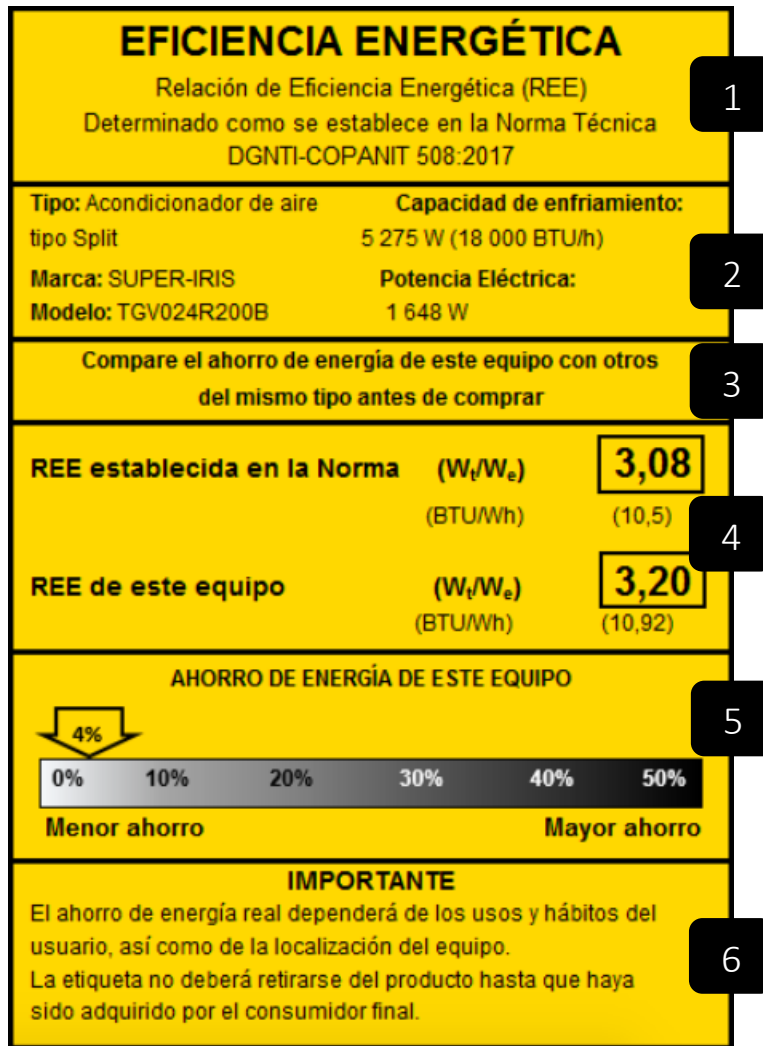 EFICIENCIA ENERGÉTICA
Relación de Eficiencia Energética (REE)
Determinado como se establece en la Norma Técnica
DGNTI-COPANIT 508:2017
1
Tipo: Acondicionador de aire
tipo Split
Marca: SUPER-IRIS
Modelo: TGV024R200B
Capacidad de enfriamiento:
5 275 W (18 000 BTU/h)
Potencia Eléctrica:
1 648 W
2
Compare el ahorro de energía de este equipo con otros
del mismo tipo antes de comprar
3
REE establecida en la Norma (Wt/We) 3,08
(BTU/Wh) (10,5)
4
REE de este equipo (Wt/We) 3,20
(BTU/Wh) (10,92)
AHORRO DE ENERGÍA DE ESTE EQUIPO
5
4%
0% 10% 20% 30% 40% 50%
Menor ahorro Mayor ahorro
IMPORTANTE
El ahorro de energía real dependerá de los usos y hábitos del
usuario, así como de la localización del equipo.
La etiqueta no deberá retirarse del producto hasta que haya
sido adquirido por el consumidor final.
6